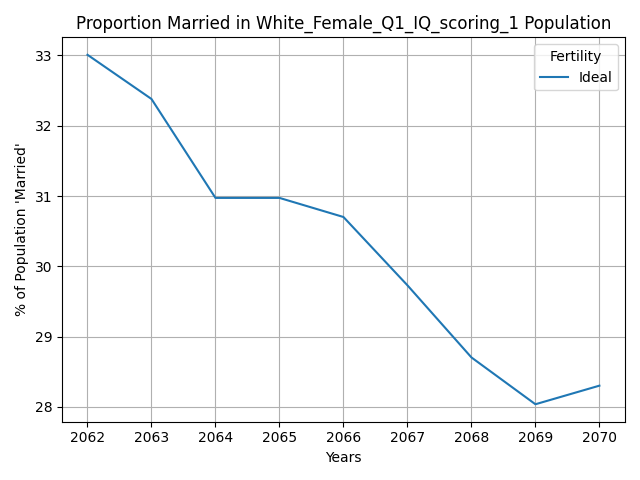 Proportion Married in White_Female_Q1_IQ_scoring_1 Population
Fertility
Ideal
33
32
31
30
29
28
% of Population 'Married'
2062 2063 2064 2065 2066 2067 2068 2069 2070
Years